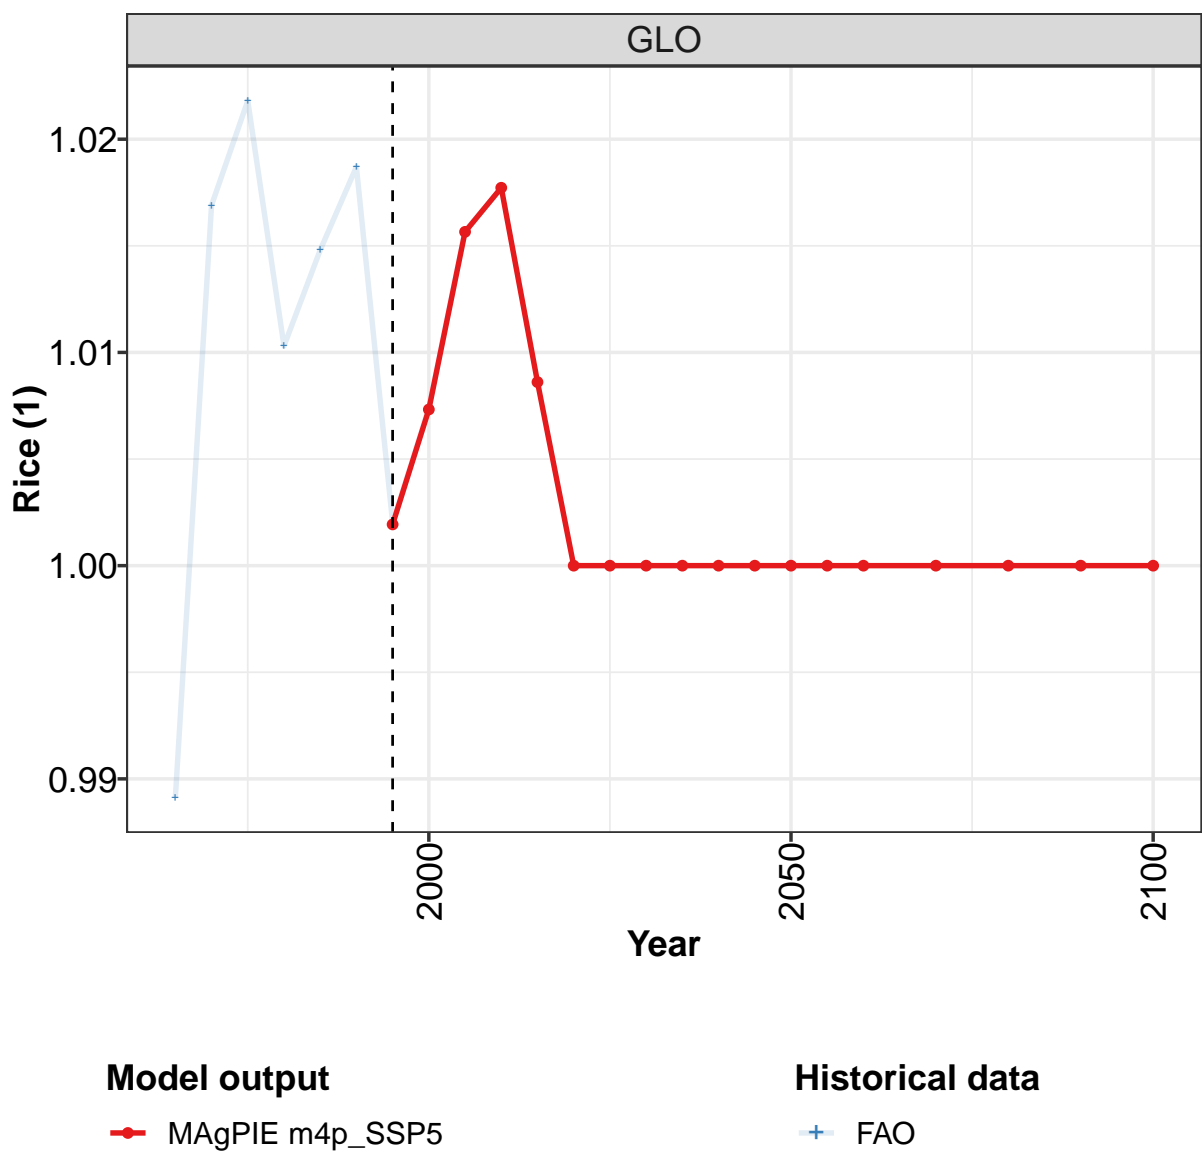 GLO
1.02
1.01
1.00
0.99
Rice (1)
2000
2050
2100
Year
Model output
MAgPIE m4p_SSP5
Historical data
FAO